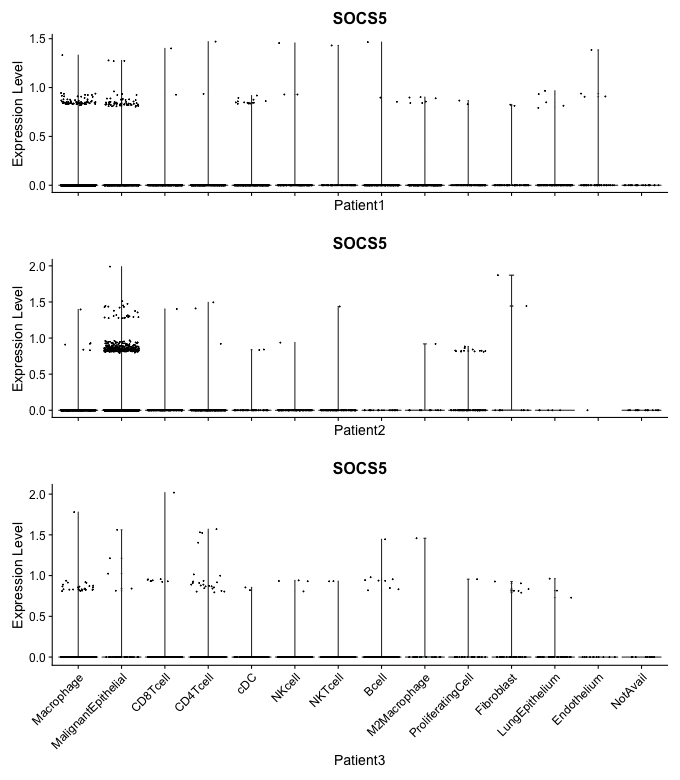 SOCS5
Expression Level
1.5
1.0
0.5
0.0
Patient1
SOCS5
Expression Level
2.0
1.5
1.0
0.5
0.0
Patient2
SOCS5
Expression Level
2.0
1.5
1.0
0.5
0.0
Macrophage
MalignantEpithelial
CD8Tcell
CD4Tcell
cDC
NKcell
NKTcell
Bcell
M2Macrophage
ProliferatingCell
Fibroblast
LungEpithelium
Endothelium
NotAvail
Patient3